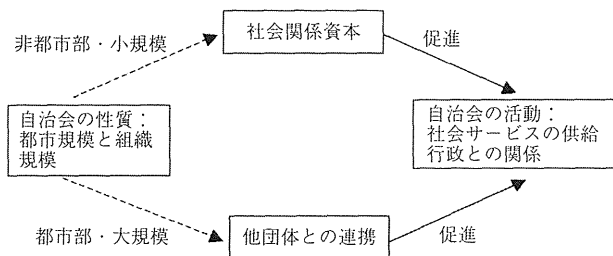 社会関係資本
非都市部・小規模
促進
自治会の性質：
都市規模と組織
規模
自治会の活動：
社会サービスの供給
行政との関係
都市部・大規模
他団体との連携
促進